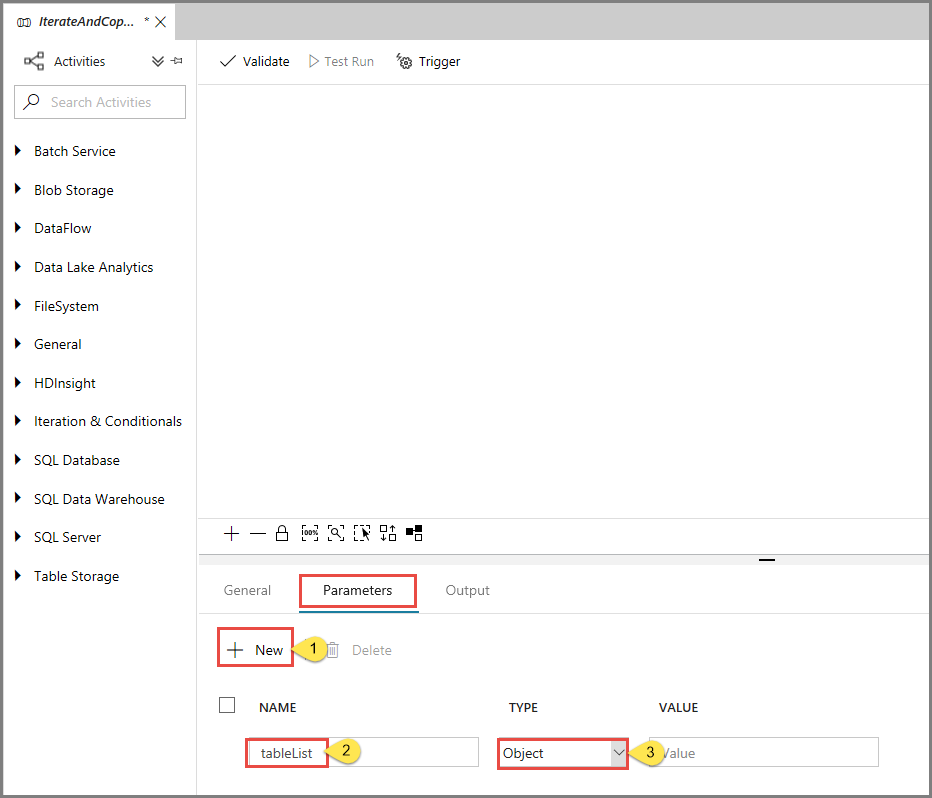 IterateAndCop... *
Activities
Validate Test Run Trigger
Search Activities
Batch Service
Blob Storage
DataFlow
Data Lake Analytics
FileSystem
General
HDInsight
Iteration & Conditionals
SQL Database
SQL Data Warehouse
SQL Server
Table Storage
100%
General Parameters Output
New 1 Delete
NAME TYPE VALUE
tableList 2 Object 3 Value